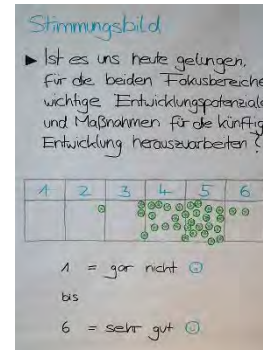 Stimmungsbild
► Ist es uns heute gelungen,
für die beiden Fokusbereiche
wichtige Entwicklungspotenziale
und Maßnahmen für die künftig
Entwicklung herauszuarbeiten?
1 2 3 4 5 6
1 = gar nicht
bis
6 = sehr gut